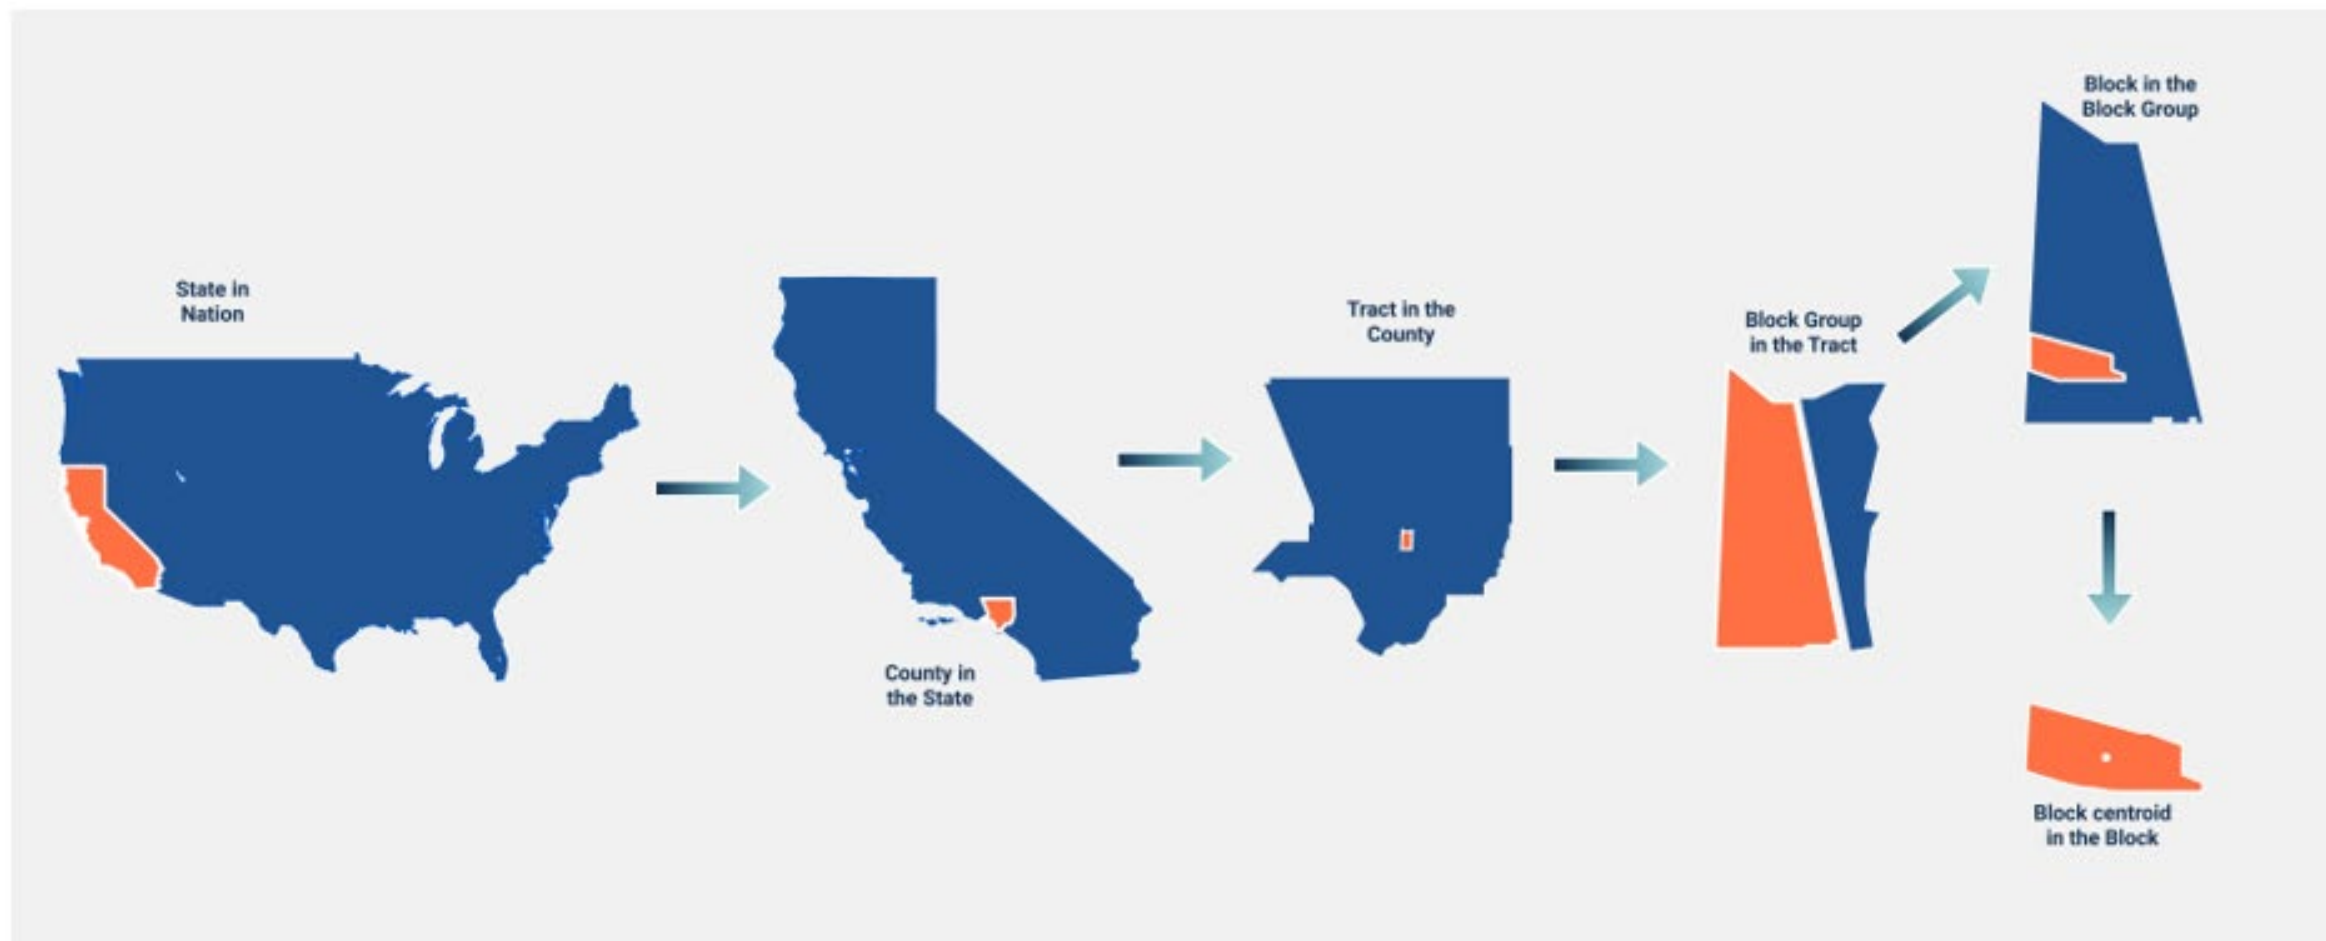 State in
Nation
County in
the State
Tract in the
County
Block Group
in the Tract
Block in the
Block Group
Block centroid
in the Block